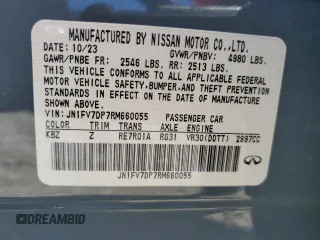 MANUFACTURED BY NISSAN MOTOR CO.,LTD.
10/23 GVWR/PNBV: 4980 LBS.
GAWR/PNBE FR: 2546 LBS. RR: 2513 LBS.
THIS VEHICLE CONFORMS TO ALL APPLICABLE FEDERAL
MOTOR VEHICLE SAFETY,BUMPER,AND THEFT PREVENTION
STANDARDS IN EFFECT ON THE DATE OF MANUFACTURE
SHOWN ABOVE.
VIN: JN1FV7DP7RM660055 PASSENGER CAR
COLOR TRIM TRANS AXLE ENGINE
KBZ Z RE7R01A RG31 VR30(DDTT) 2997CC
JN1FV7DP7RM660055
INFINITI
© DREAMBID